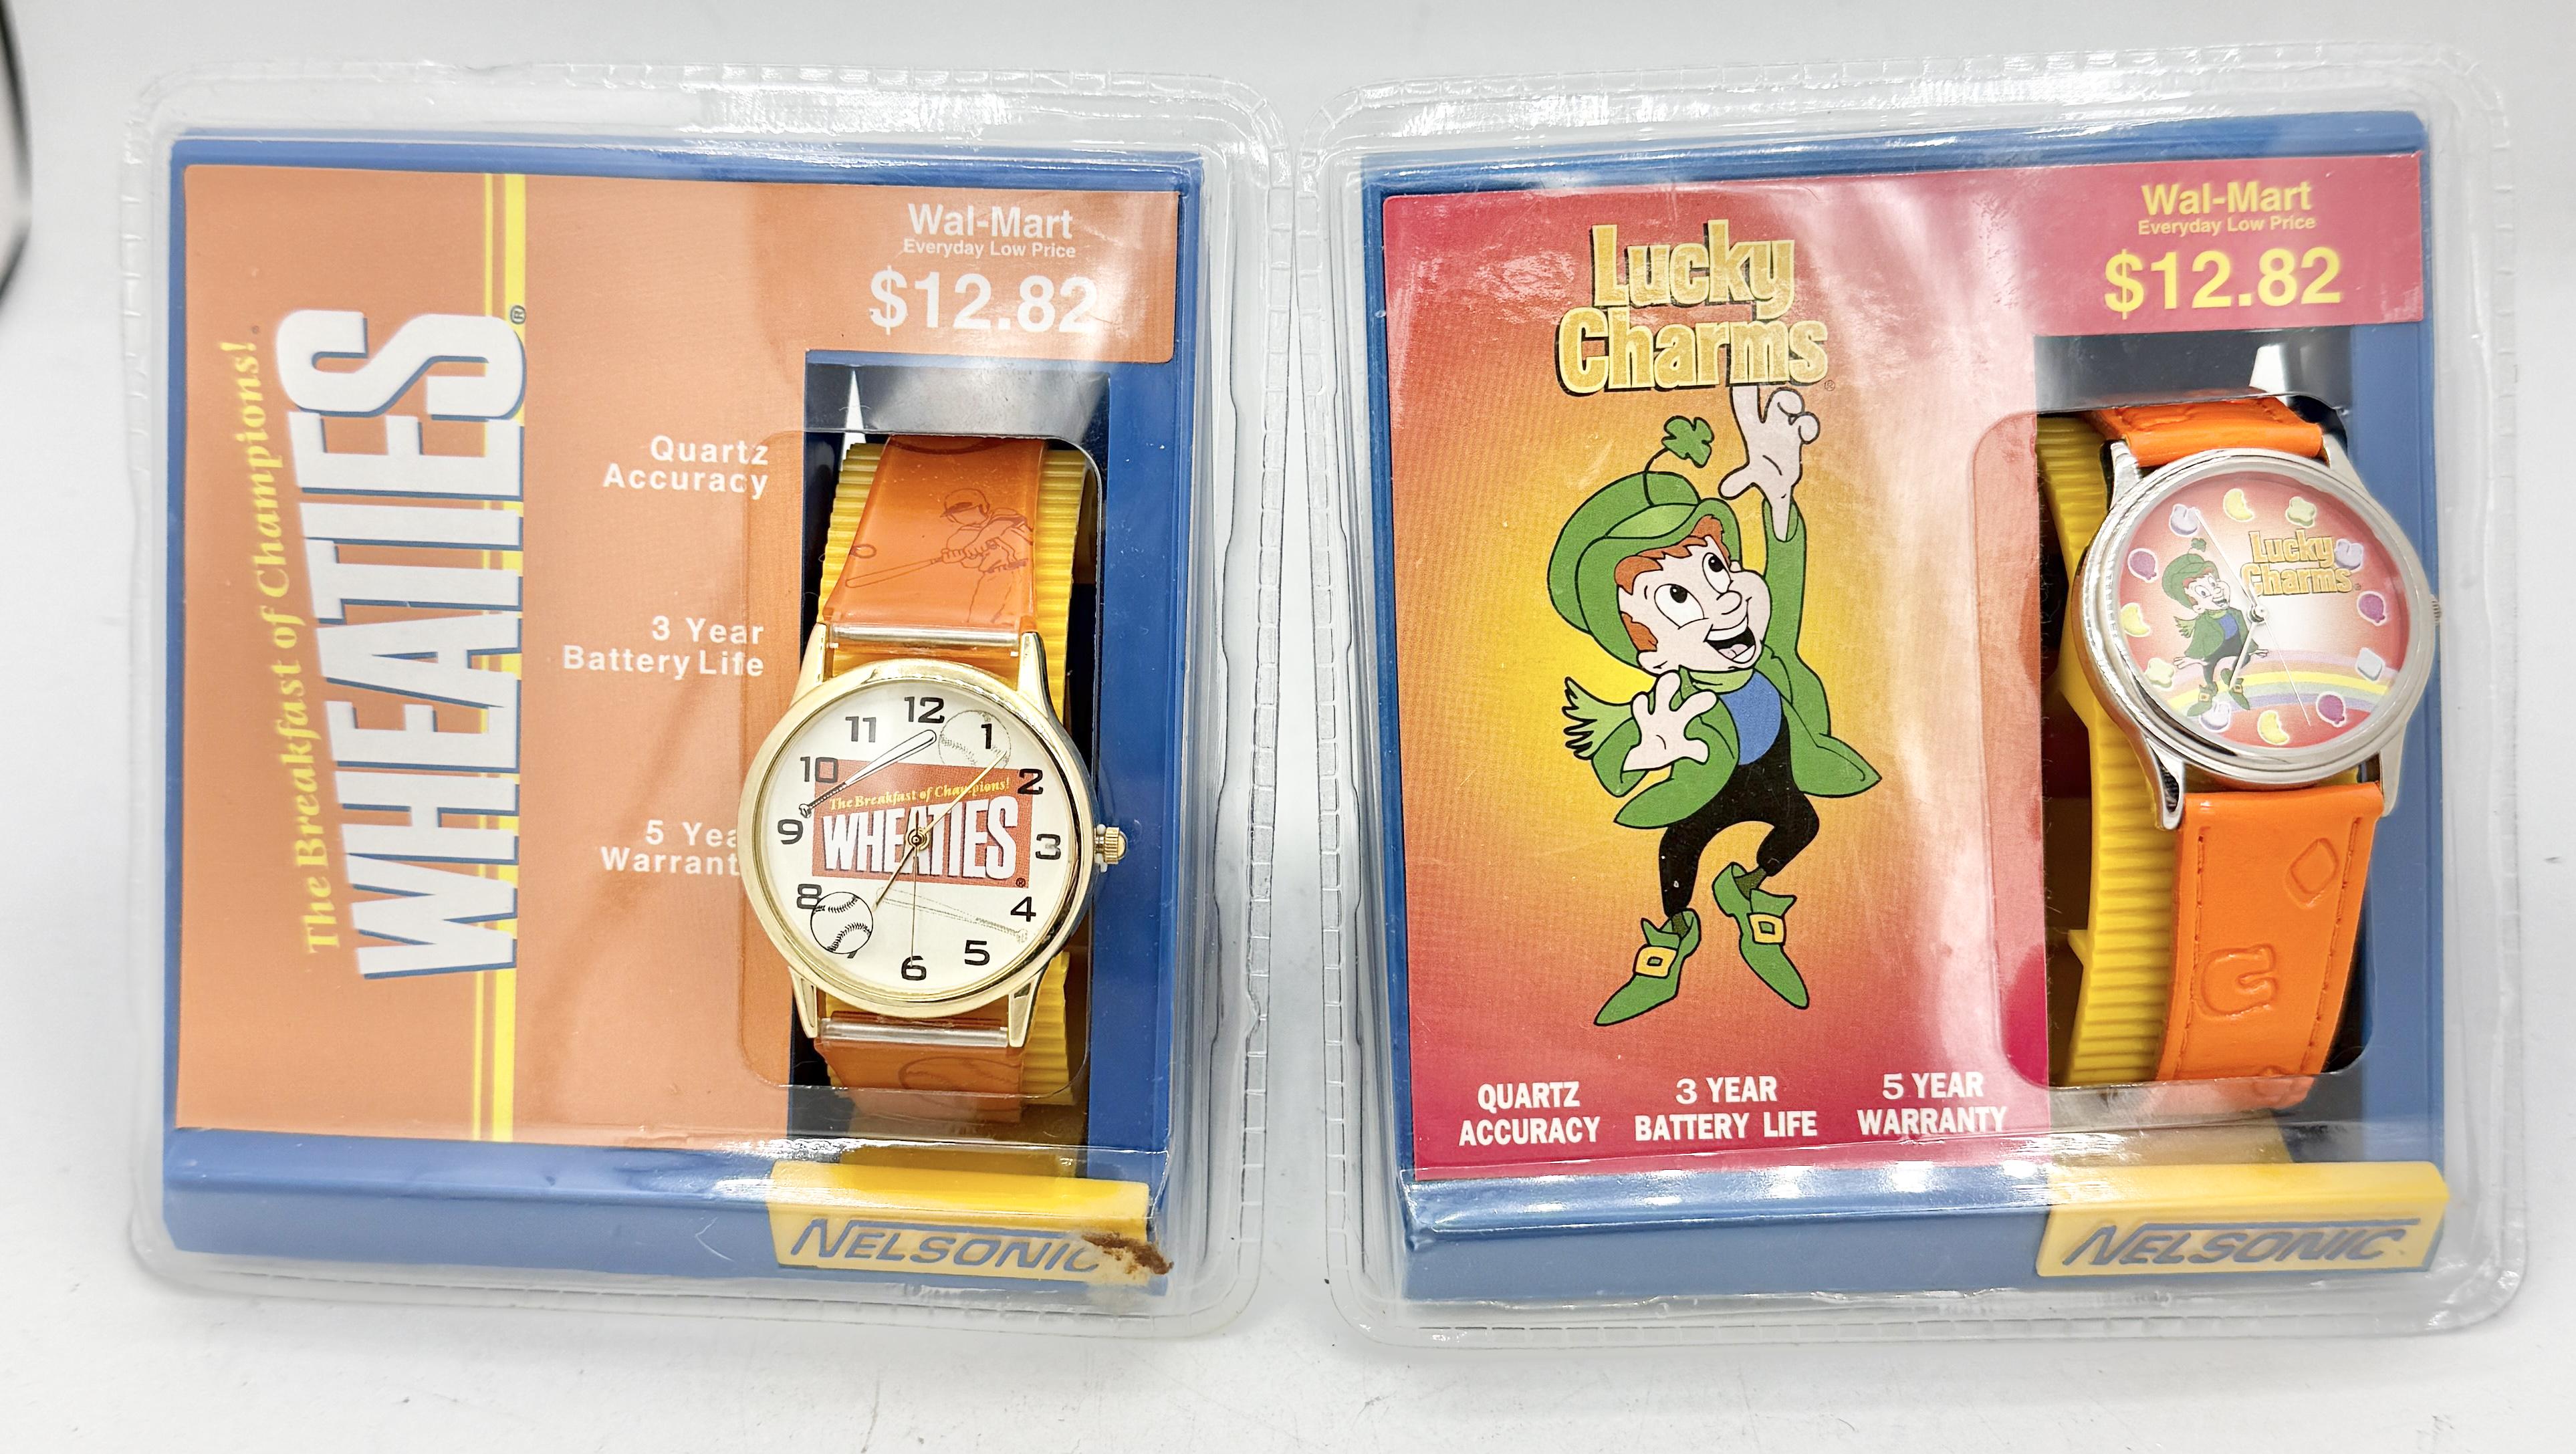 The Breakfast of Champions!
WHEATIES®
Wal-Mart
Everyday Low Price
$12.82
Quartz
Accuracy
3 Year
Battery Life
5 Yea
Warrant
12
1
2
3
4
5
6
8
9
10
11
The Breakfast of Champions!
WHEATIES®
NELSONIC
Lucky
Charms®
Wal-Mart
Everyday Low Price
$12.82
Lucky
Charms®
QUARTZ
ACCURACY
3 YEAR
BATTERY LIFE
5 YEAR
WARRANTY
NELSONIC